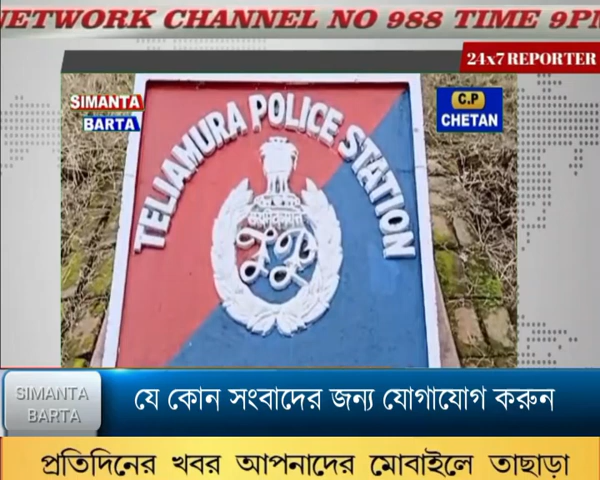 NETWORK CHANNEL NO 988 TIME 9PM
24x7 REPORTER
SIMANTA
BARTA
C.P
CHETAN
TELIAMURA POLICE STATION
SIMANTA
BARTA
যে কোন সংবাদের জন্য যোগাযোগ করুন
প্রতিদিনের খবর আপনাদের মোবাইলে তাছাড়া